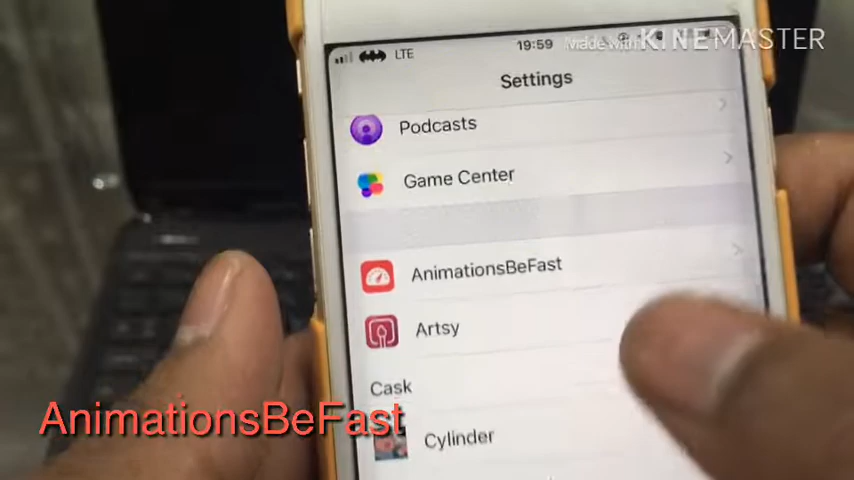 LTE
19:59
Made with KINEMASTER
Settings
Podcasts
Game Center
AnimationsBeFast
Artsy
Cask
AnimationsBeFast
Cylinder